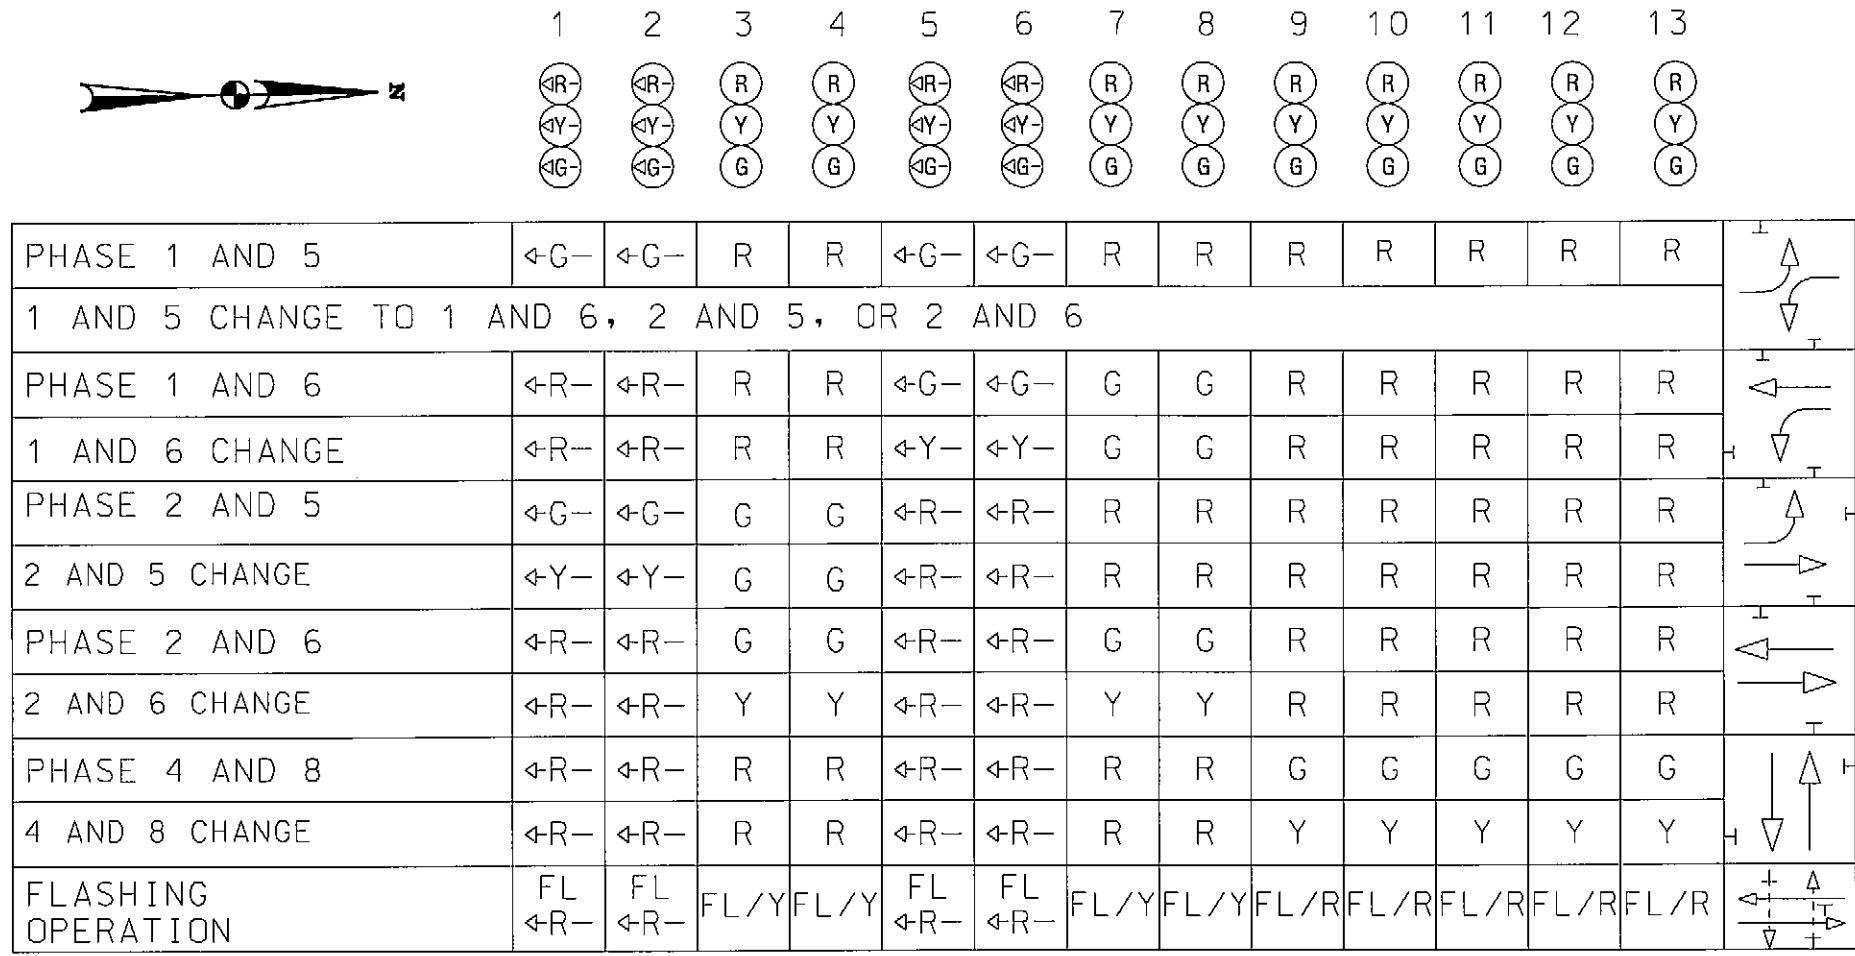 1 2 3 4 5 6 7 8 9 10 11 12 13
N
R R R R R R R R R R R R R
Y Y Y Y Y Y Y Y Y Y Y Y Y
G G G G G G G G G G G G G
PHASE 1 AND 5 G G R R G G R R R R R R R
1 AND 5 CHANGE TO 1 AND 6, 2 AND 5, OR 2 AND 6
PHASE 1 AND 6 R R R R G G G G R R R R R
1 AND 6 CHANGE R R R R Y Y G G R R R R R
PHASE 2 AND 5 G G G G R R R R R R R R R
2 AND 5 CHANGE Y Y G G R R R R R R R R R
PHASE 2 AND 6 R R G G R R G G R R R R R
2 AND 6 CHANGE R R Y Y R R Y Y R R R R R
PHASE 4 AND 8 R R R R R R R R G G G G G
4 AND 8 CHANGE R R R R R R R R Y Y Y Y Y
FLASHING FL FL FL/Y FL/Y FL FL FL/Y FL/Y FL/R FL/R FL/R FL/R FL/R
OPERATION R R R R